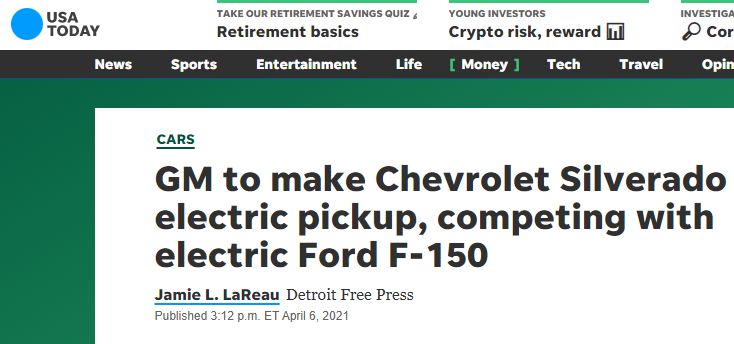 USA
TODAY
TAKE OUR RETIREMENT SAVINGS QUIZ
Retirement basics
YOUNG INVESTORS
Crypto risk, reward
INVESTIGA
Cor
News Sports Entertainment Life [ Money ] Tech Travel Opin
CARS
GM to make Chevrolet Silverado
electric pickup, competing with
electric Ford F-150
Jamie L. LaReau Detroit Free Press
Published 3:12 p.m. ET April 6, 2021